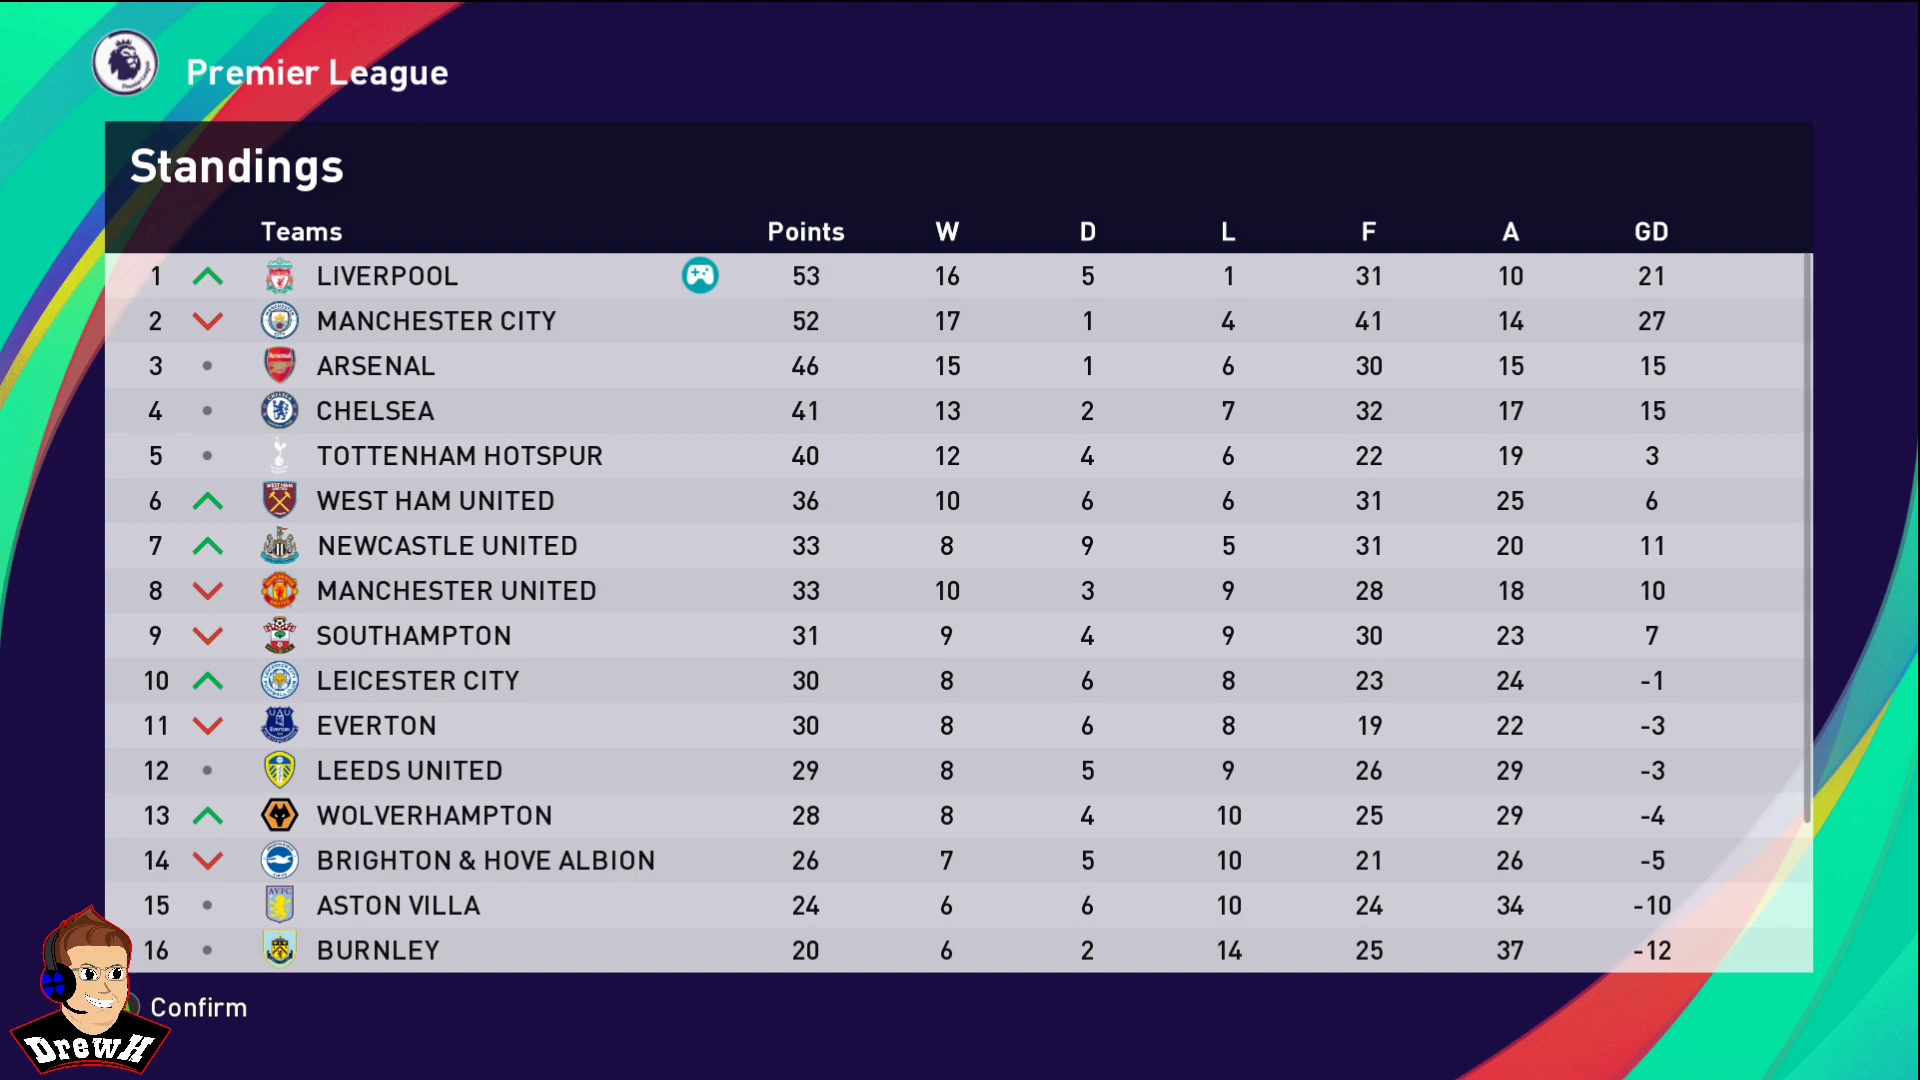 Premier League
Standings
Teams Points W D L F A GD
1 LIVERPOOL 53 16 5 1 31 10 21
2 MANCHESTER CITY 52 17 1 4 41 14 27
3 ARSENAL 46 15 1 6 30 15 15
4 CHELSEA 41 13 2 7 32 17 15
5 TOTTENHAM HOTSPUR 40 12 4 6 22 19 3
6 WEST HAM UNITED 36 10 6 6 31 25 6
7 NEWCASTLE UNITED 33 8 9 5 31 20 11
8 MANCHESTER UNITED 33 10 3 9 28 18 10
9 SOUTHAMPTON 31 9 4 9 30 23 7
10 LEICESTER CITY 30 8 6 8 23 24 -1
11 EVERTON 30 8 6 8 19 22 -3
12 LEEDS UNITED 29 8 5 9 26 29 -3
13 WOLVERHAMPTON 28 8 4 10 25 29 -4
14 BRIGHTON & HOVE ALBION 26 7 5 10 21 26 -5
15 ASTON VILLA 24 6 6 10 24 34 -10
16 BURNLEY 20 6 2 14 25 37 -12
Confirm
DrewH